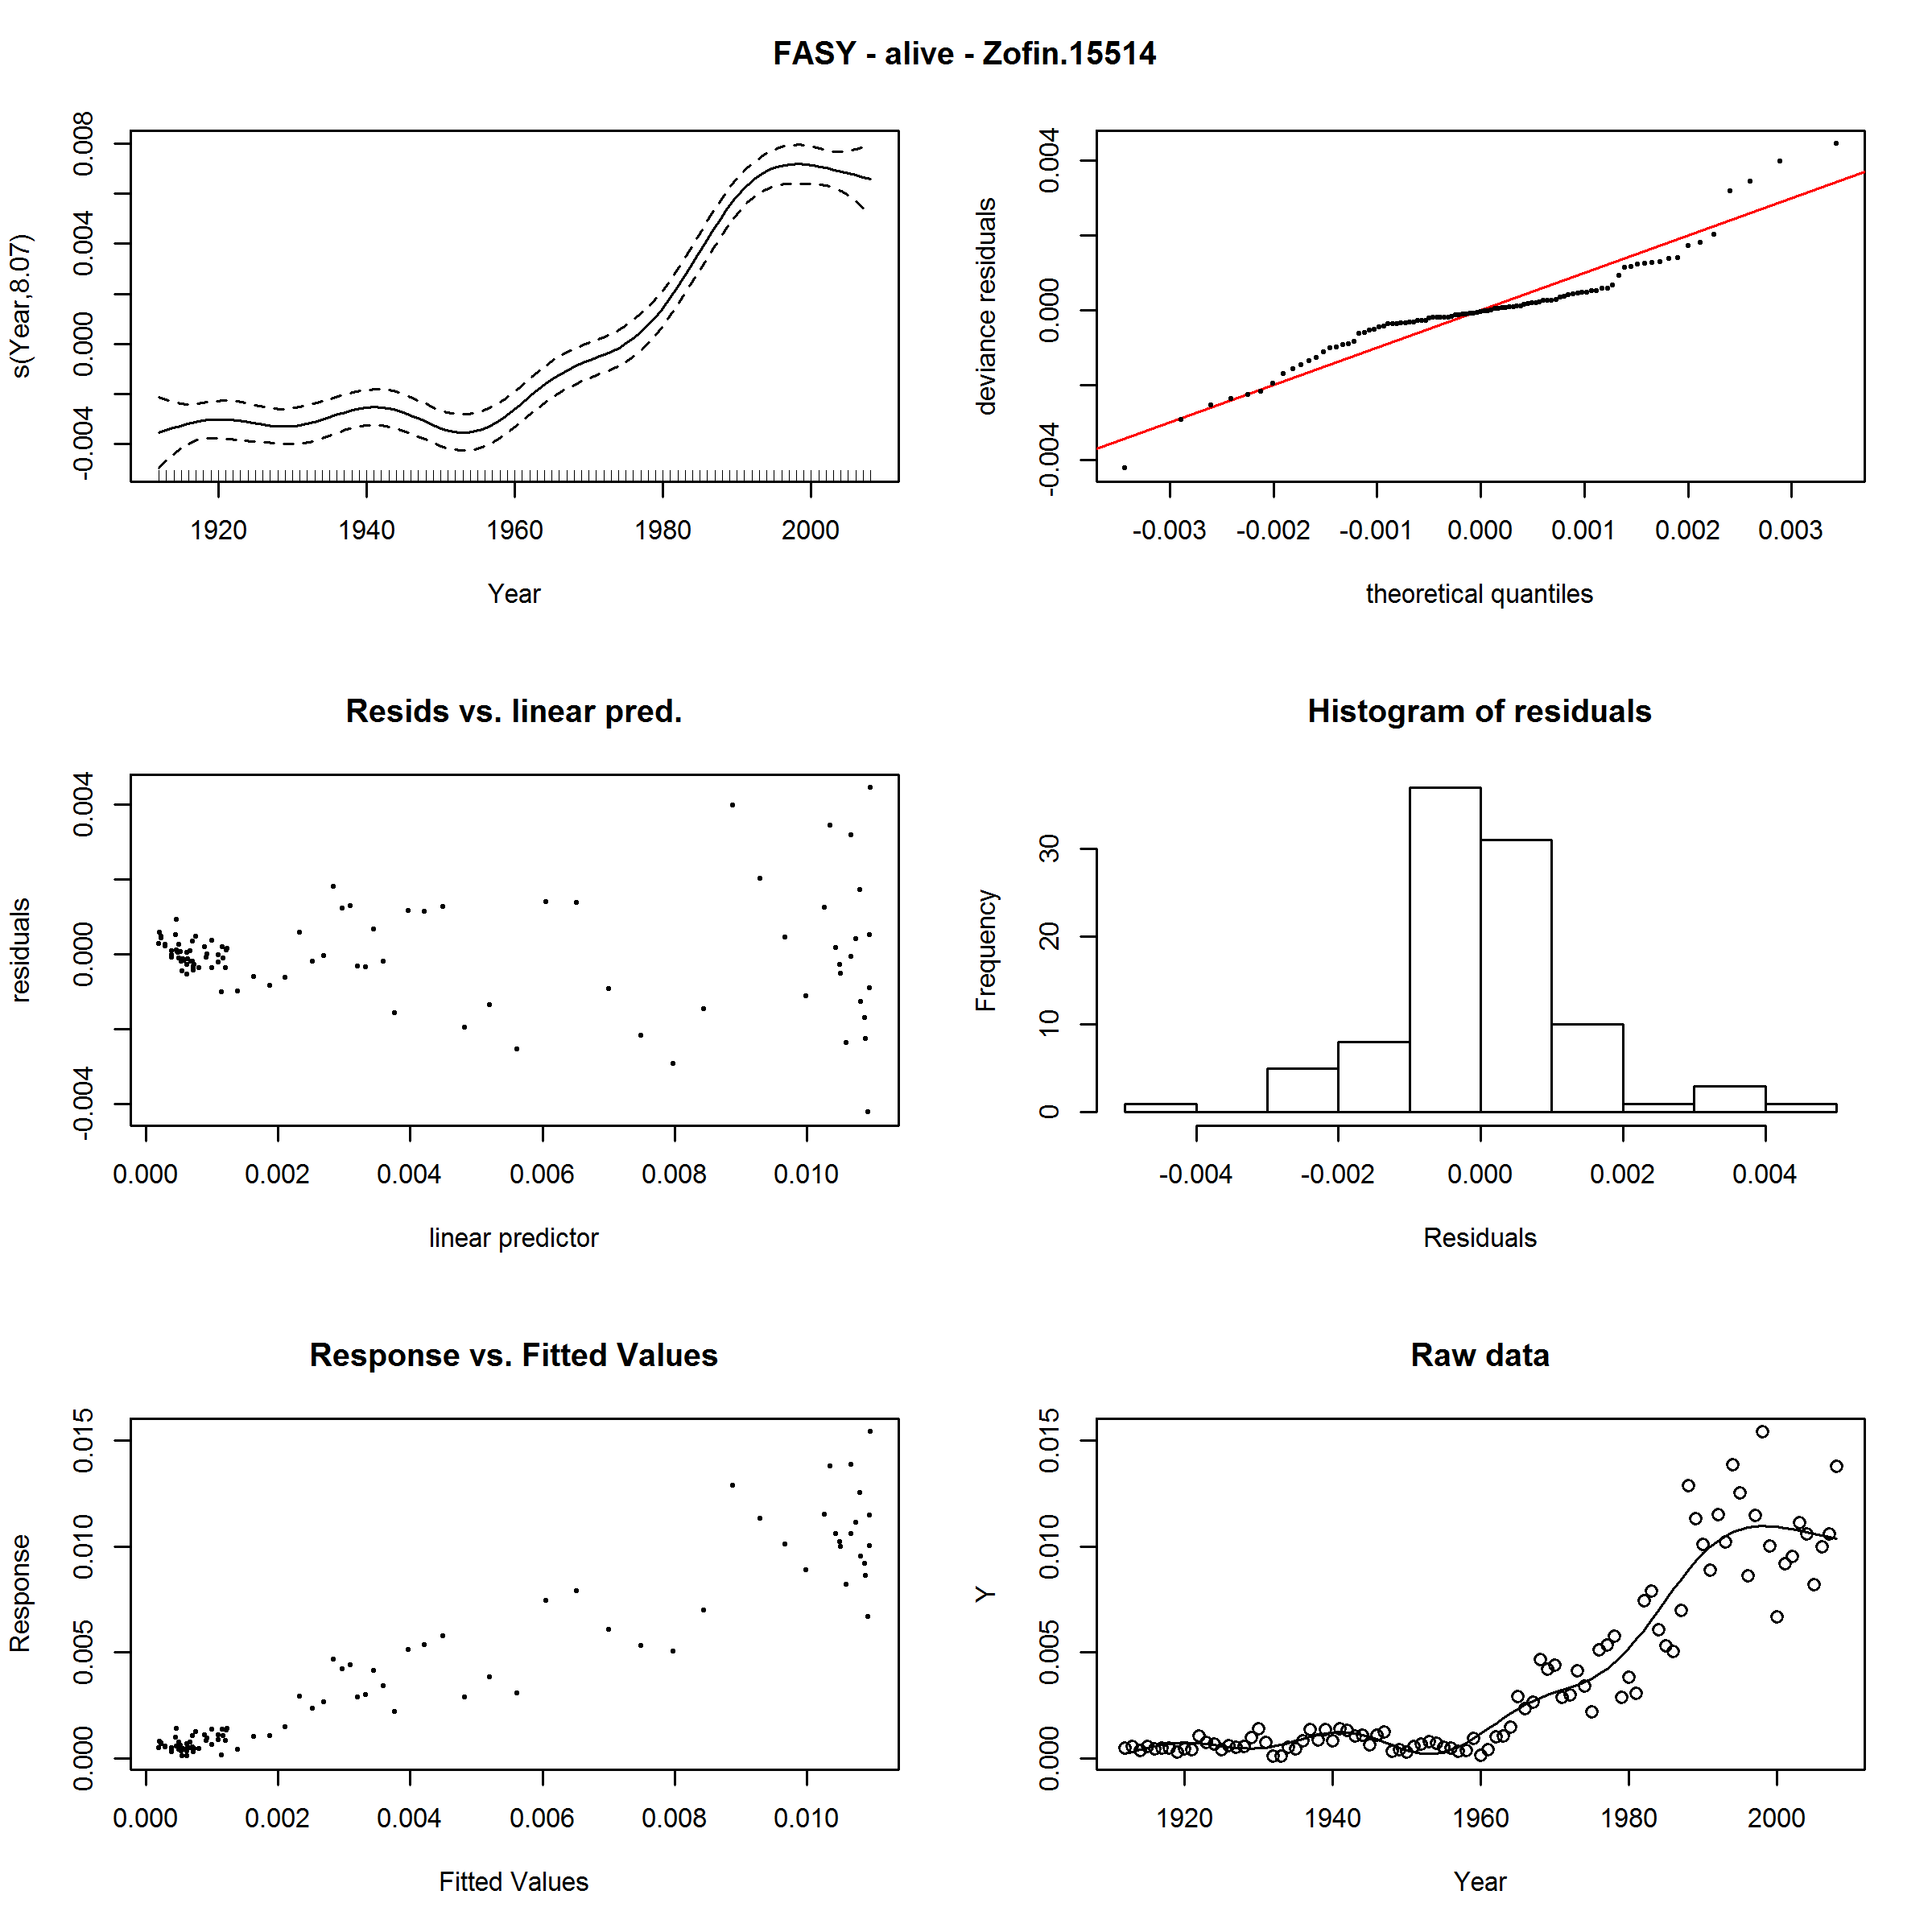 FASY - alive - Zofin.15514
s(Year,8.07)
-0.004 0.000 0.004 0.008
1920 1940 1960 1980 2000
Year
deviance residuals
-0.004 0.000 0.004
-0.003 -0.002 -0.001 0.000 0.001 0.002 0.003
theoretical quantiles
Resids vs. linear pred.
residuals
-0.004 0.000 0.004
0.000 0.002 0.004 0.006 0.008 0.010
linear predictor
Histogram of residuals
Frequency
0 10 20 30
-0.004 -0.002 0.000 0.002 0.004
Residuals
Response vs. Fitted Values
Response
0.000 0.005 0.010 0.015
0.000 0.002 0.004 0.006 0.008 0.010
Fitted Values
Raw data
Y
0.000 0.005 0.010 0.015
1920 1940 1960 1980 2000
Year